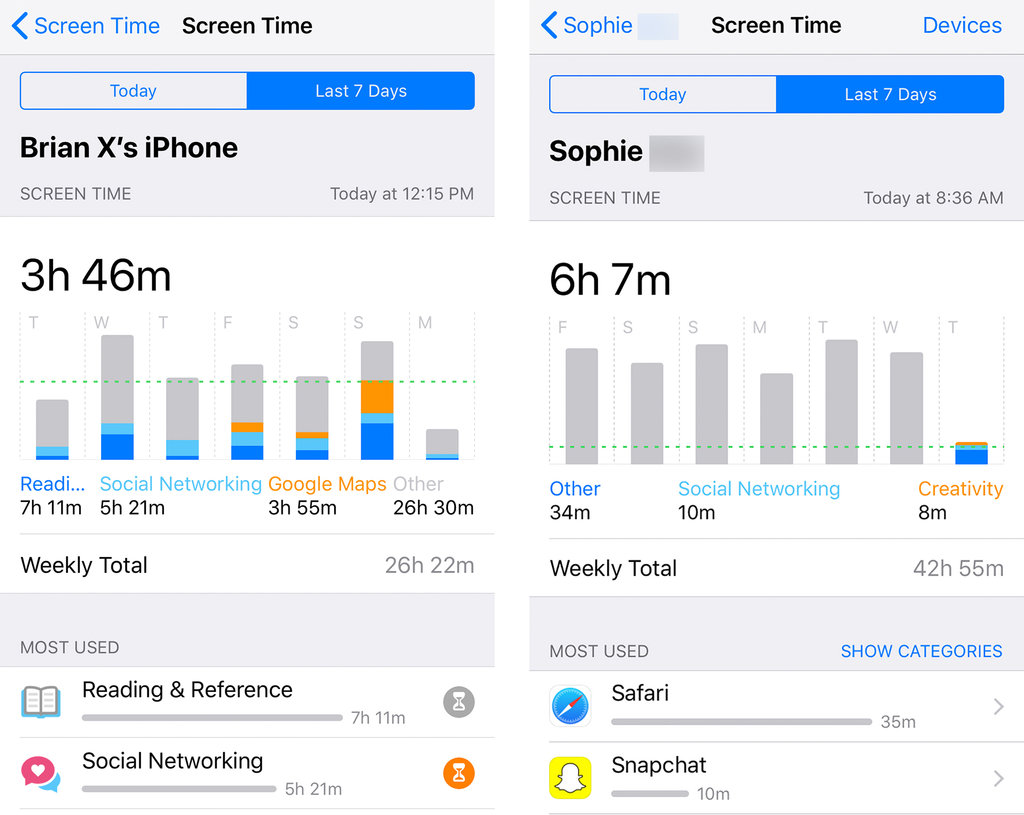 Screen Time
Screen Time
Today
Last 7 Days
Brian X’s iPhone
SCREEN TIME
Today at 12:15 PM
3h 46m
T W T F S S M
Readi... Social Networking Google Maps Other
7h 11m 5h 21m 3h 55m 26h 30m
Weekly Total 26h 22m
MOST USED
Reading & Reference
7h 11m
Social Networking
5h 21m
Sophie
Screen Time
Devices
Today
Last 7 Days
Sophie
SCREEN TIME
Today at 8:36 AM
6h 7m
F S S M T W T
Other Social Networking Creativity
34m 10m 8m
Weekly Total 42h 55m
MOST USED SHOW CATEGORIES
Safari
35m
Snapchat
10m